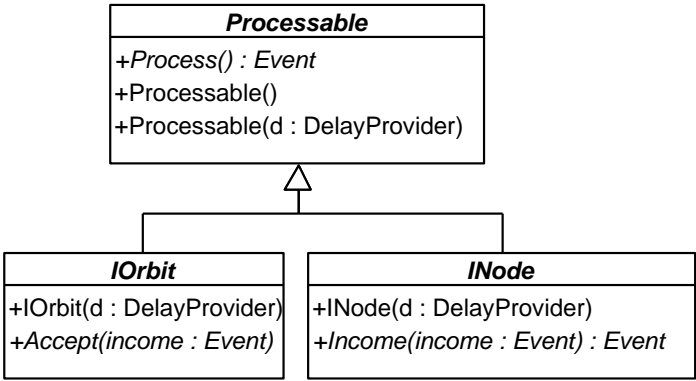 Processable
+Process() : Event
+Processable()
+Processable(d : DelayProvider)
IOrbit
+IOrbit(d : DelayProvider)
+Accept(income : Event)
INode
+INode(d : DelayProvider)
+Income(income : Event) : Event